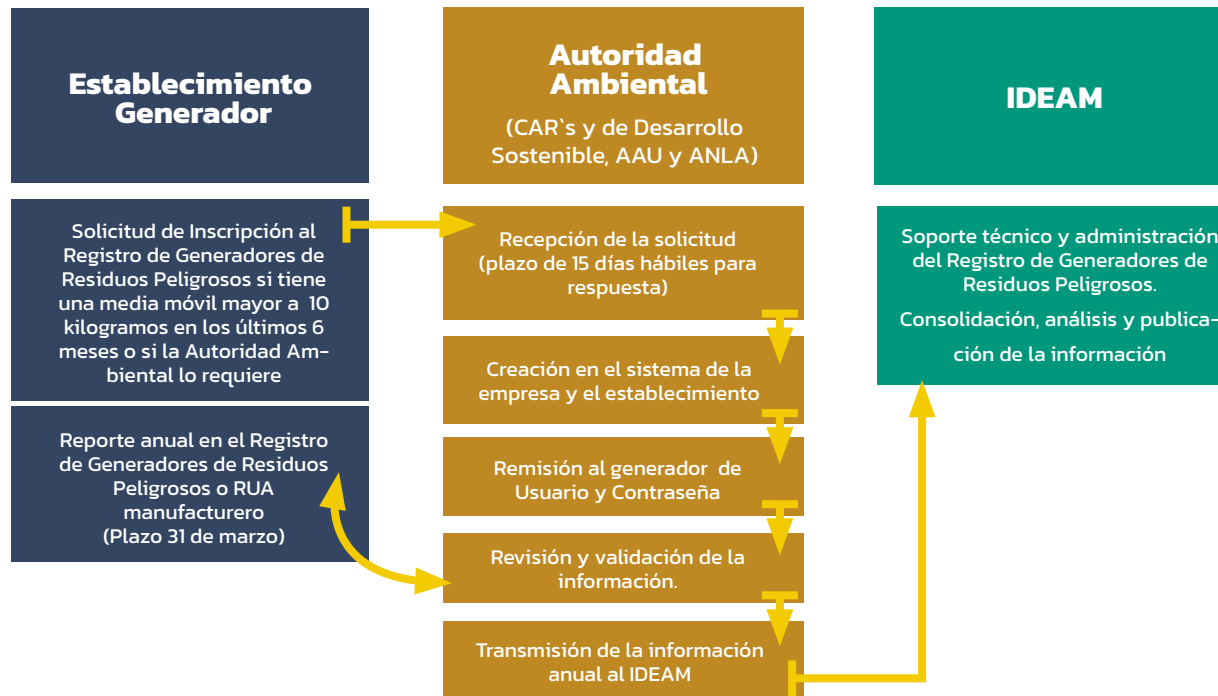 Establecimiento
Generador
Solicitud de Inscripción al
Registro de Generadores de
Residuos Peligrosos si tiene
una media móvil mayor a 10
kilogramos en los últimos 6
meses o si la Autoridad Am-
biental lo requiere
Reporte anual en el Registro
de Generadores de Residuos
Peligrosos o RUA
manufacturero
(Plazo 31 de marzo)
Autoridad
Ambiental
(CAR`s y de Desarrollo
Sostenible, AAU y ANLA)
Recepción de la solicitud
(plazo de 15 días hábiles para
respuesta)
Creación en el sistema de la
empresa y el establecimiento
Remisión al generador de
Usuario y Contraseña
Revisión y validación de la
información.
Transmisión de la información
anual al IDEAM
IDEAM
Soporte técnico y administración
del Registro de Generadores de
Residuos Peligrosos.
Consolidación, análisis y publica-
ción de la información